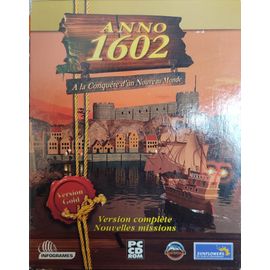 ANNO
1602
A la Conquête d'un Nouveau Monde
Version Gold
Version complète
Nouvelles missions
INFOGRAMES
PC
CD
ROM
SUNFLOWERS